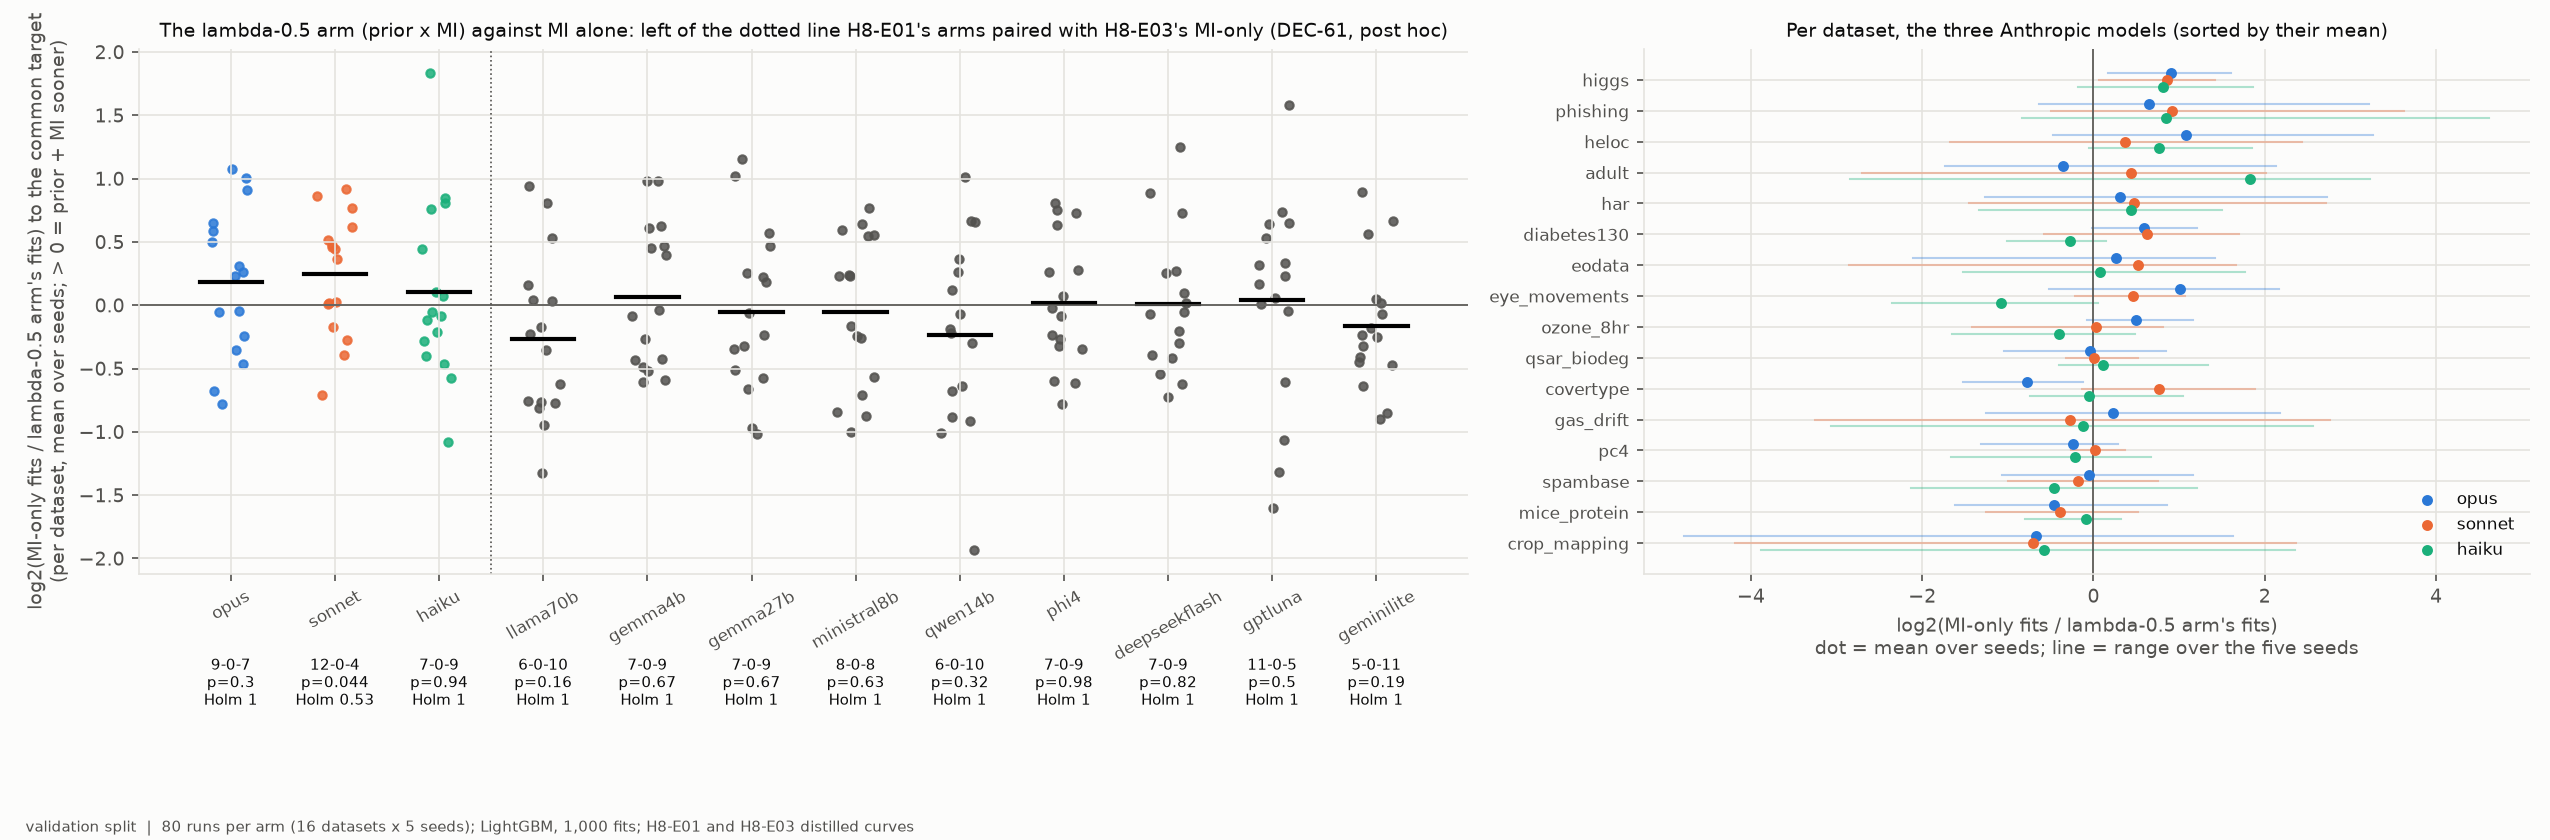 The lambda-0.5 arm (prior x MI) against MI alone: left of the dotted line H8-E01's arms paired with H8-E03's MI-only (DEC-61, post hoc)
log2(MI-only fits / lambda-0.5 arm's fits) to the common target
(per dataset, mean over seeds; > 0 = prior + MI sooner)
2.0
1.5
1.0
0.5
0.0
−0.5
−1.0
−1.5
−2.0
opus
sonnet
haiku
llama70b
gemma4b
gemma27b
ministral8b
qwen14b
phi4
deepseekflash
gptluna
geminilite
9-0-7 12-0-4 7-0-9 6-0-10 7-0-9 7-0-9 8-0-8 6-0-10 7-0-9 7-0-9 11-0-5 5-0-11
p=0.3 p=0.044 p=0.94 p=0.16 p=0.67 p=0.67 p=0.63 p=0.32 p=0.98 p=0.82 p=0.5 p=0.19
Holm 1 Holm 0.53 Holm 1 Holm 1 Holm 1 Holm 1 Holm 1 Holm 1 Holm 1 Holm 1 Holm 1 Holm 1
Per dataset, the three Anthropic models (sorted by their mean)
higgs
phishing
heloc
adult
har
diabetes130
eodata
eye_movements
ozone_8hr
qsar_biodeg
covertype
gas_drift
pc4
spambase
mice_protein
crop_mapping
opus
sonnet
haiku
−4 −2 0 2 4
log2(MI-only fits / lambda-0.5 arm's fits)
dot = mean over seeds; line = range over the five seeds
validation split | 80 runs per arm (16 datasets x 5 seeds); LightGBM, 1,000 fits; H8-E01 and H8-E03 distilled curves